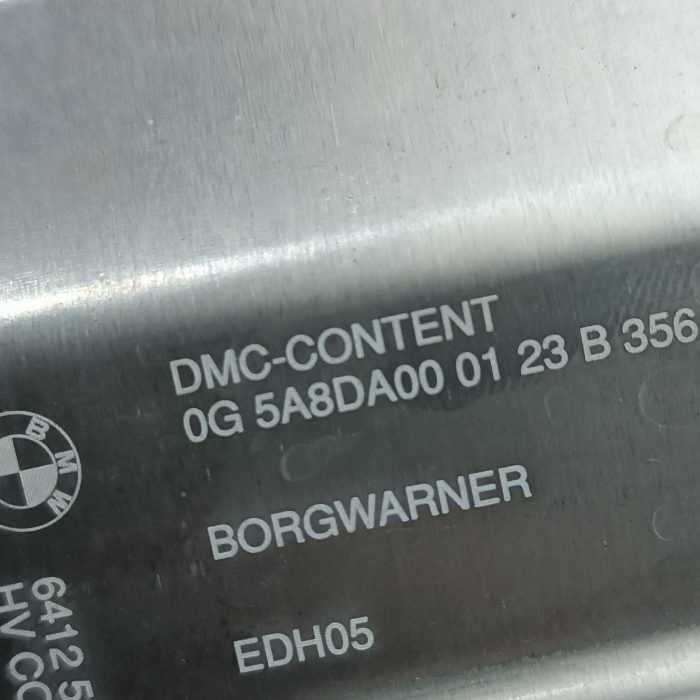 DMC-CONTENT
0G 5A8DA00 01 23 B 356
BORGWARNER
EDH05
BMW
6412 5
HV CO